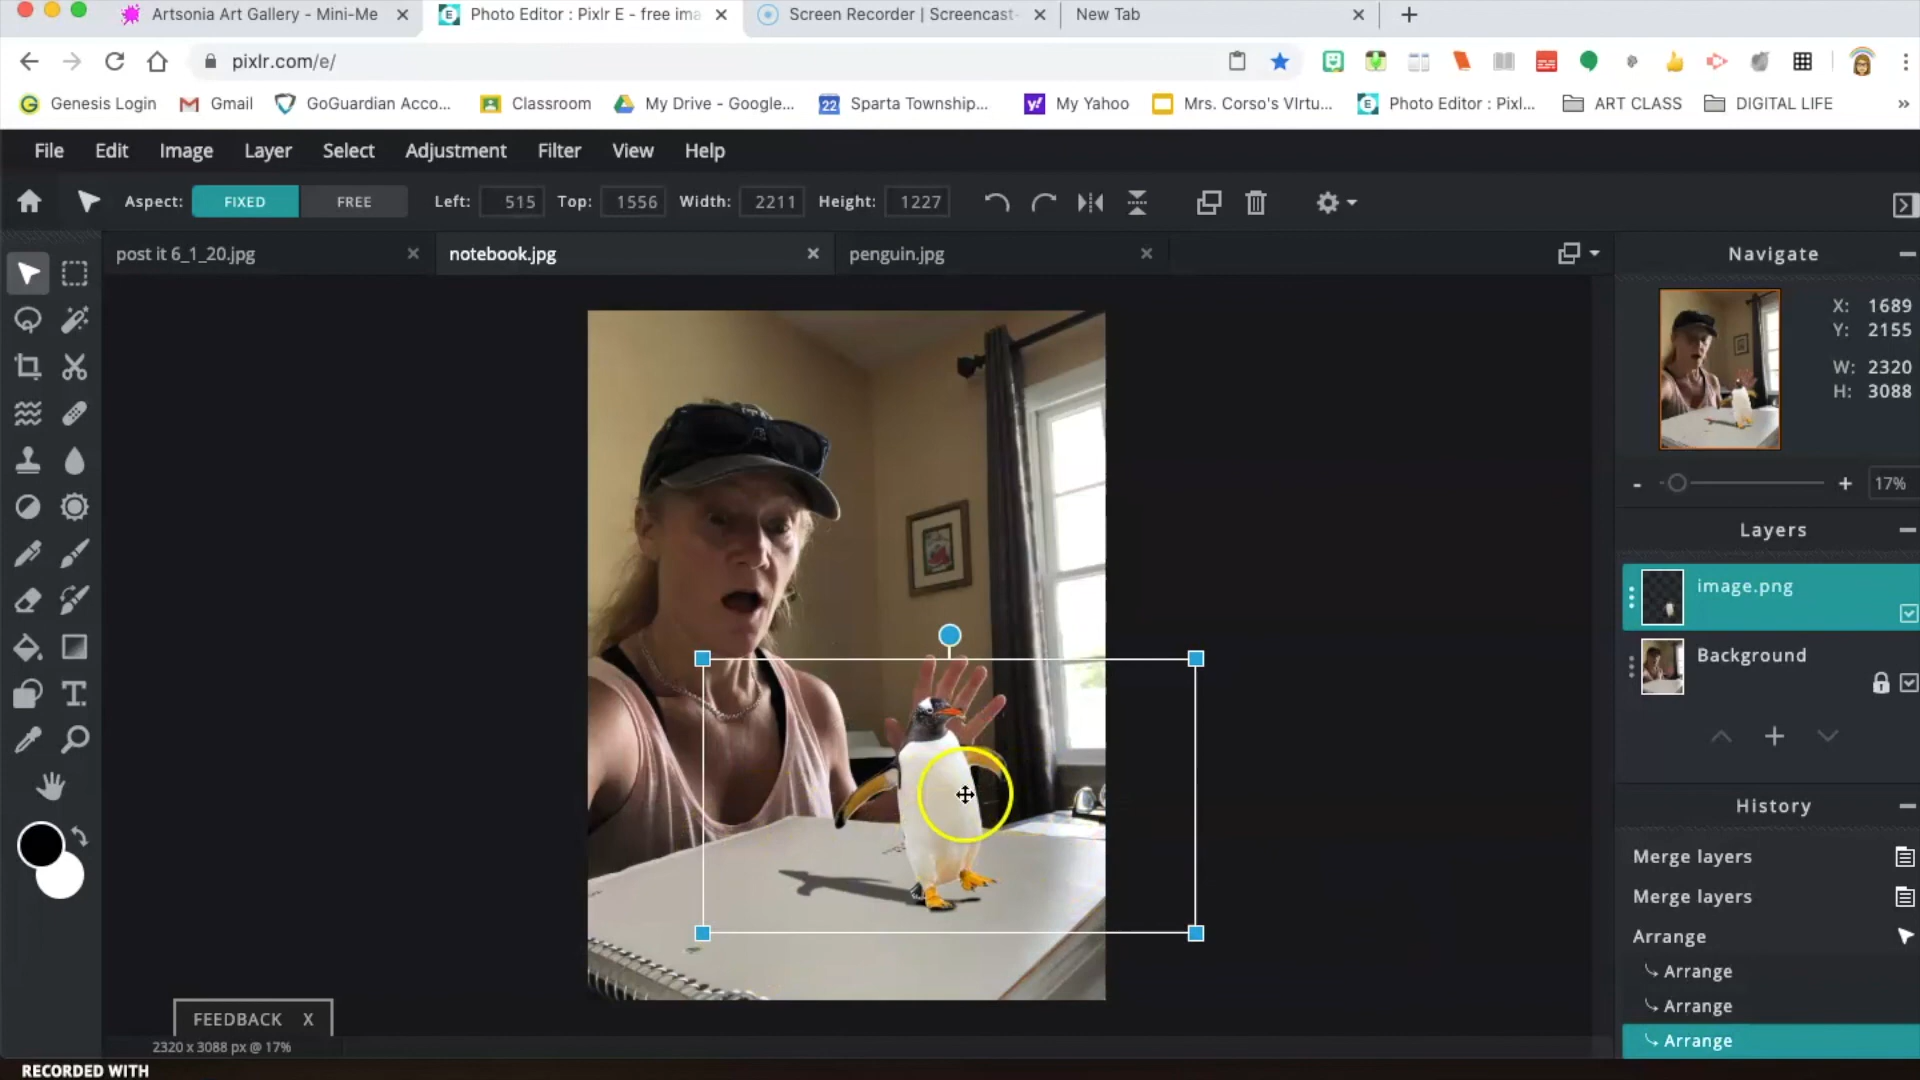 Artsonia Art Gallery - Mini-Me
Photo Editor : Pixlr E - free ima
Screen Recorder | Screencast-
New Tab
pixlr.com/e/
Genesis Login
Gmail
GoGuardian Acco...
Classroom
My Drive - Google...
22
Sparta Township...
My Yahoo
Mrs. Corso's VIrtu...
Photo Editor : Pixl...
ART CLASS
DIGITAL LIFE
»
File Edit Image Layer Select Adjustment Filter View Help
Aspect: FIXED FREE Left: 515 Top: 1556 Width: 2211 Height: 1227
post it 6_1_20.jpg
notebook.jpg
penguin.jpg
Navigate
X: 1689
Y: 2155
W: 2320
H: 3088
- + 17%
Layers
image.png
Background
History
Merge layers
Merge layers
Arrange
Arrange
Arrange
Arrange
FEEDBACK X
2320 x 3088 px @ 17%
RECORDED WITH